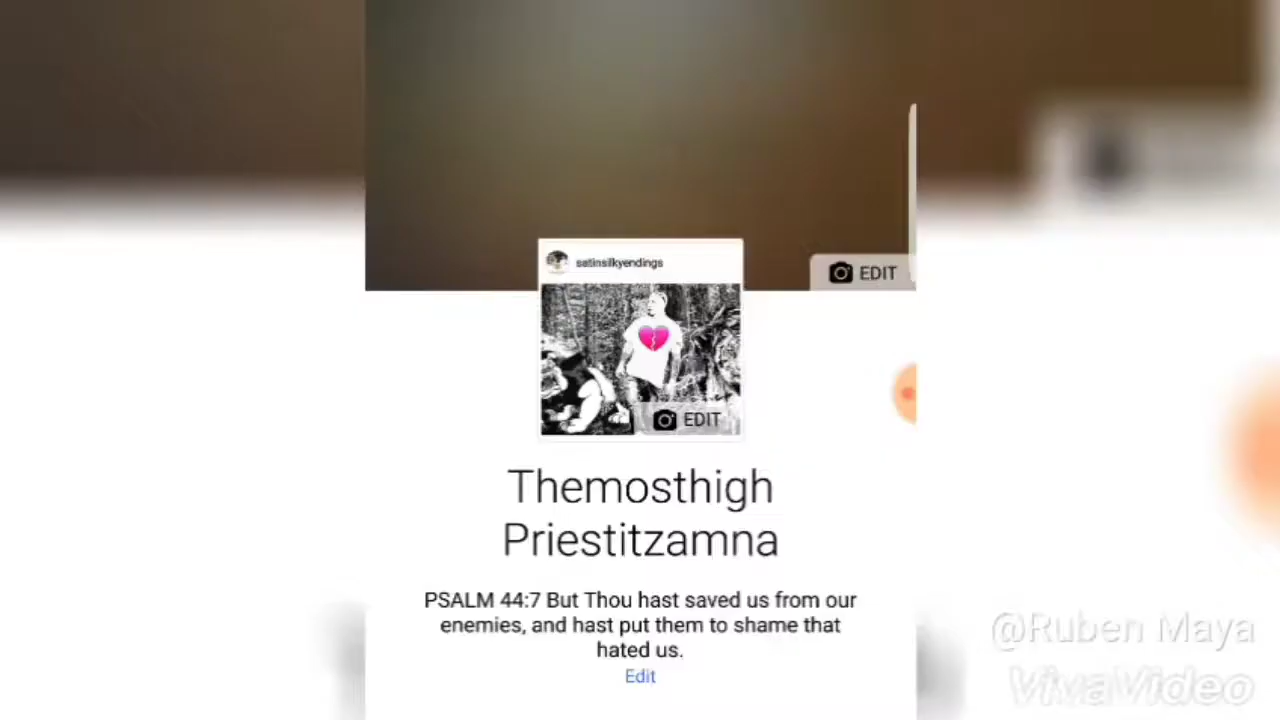 EDIT
satinsilkyendings
EDIT
Themosthigh
Priestitzamna
PSALM 44:7 But Thou hast saved us from our
enemies, and hast put them to shame that
hated us.
Edit
@Ruben Maya
VivaVideo